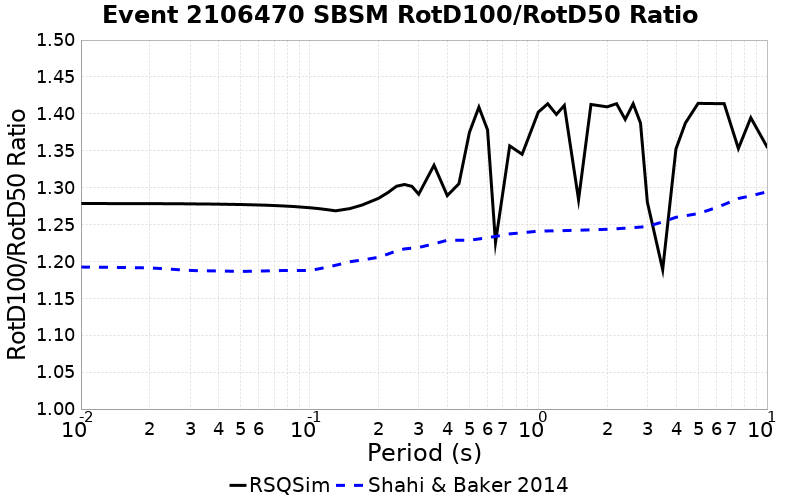 Event 2106470 SBSM RotD100/RotD50 Ratio
RotD100/RotD50 Ratio
1.50
1.45
1.40
1.35
1.30
1.25
1.20
1.15
1.10
1.05
1.00
10-2 2 3 4 5 6 10-1 2 3 4 5 6 7 100 2 3 4 5 6 7 101
Period (s)
RSQSim Shahi & Baker 2014